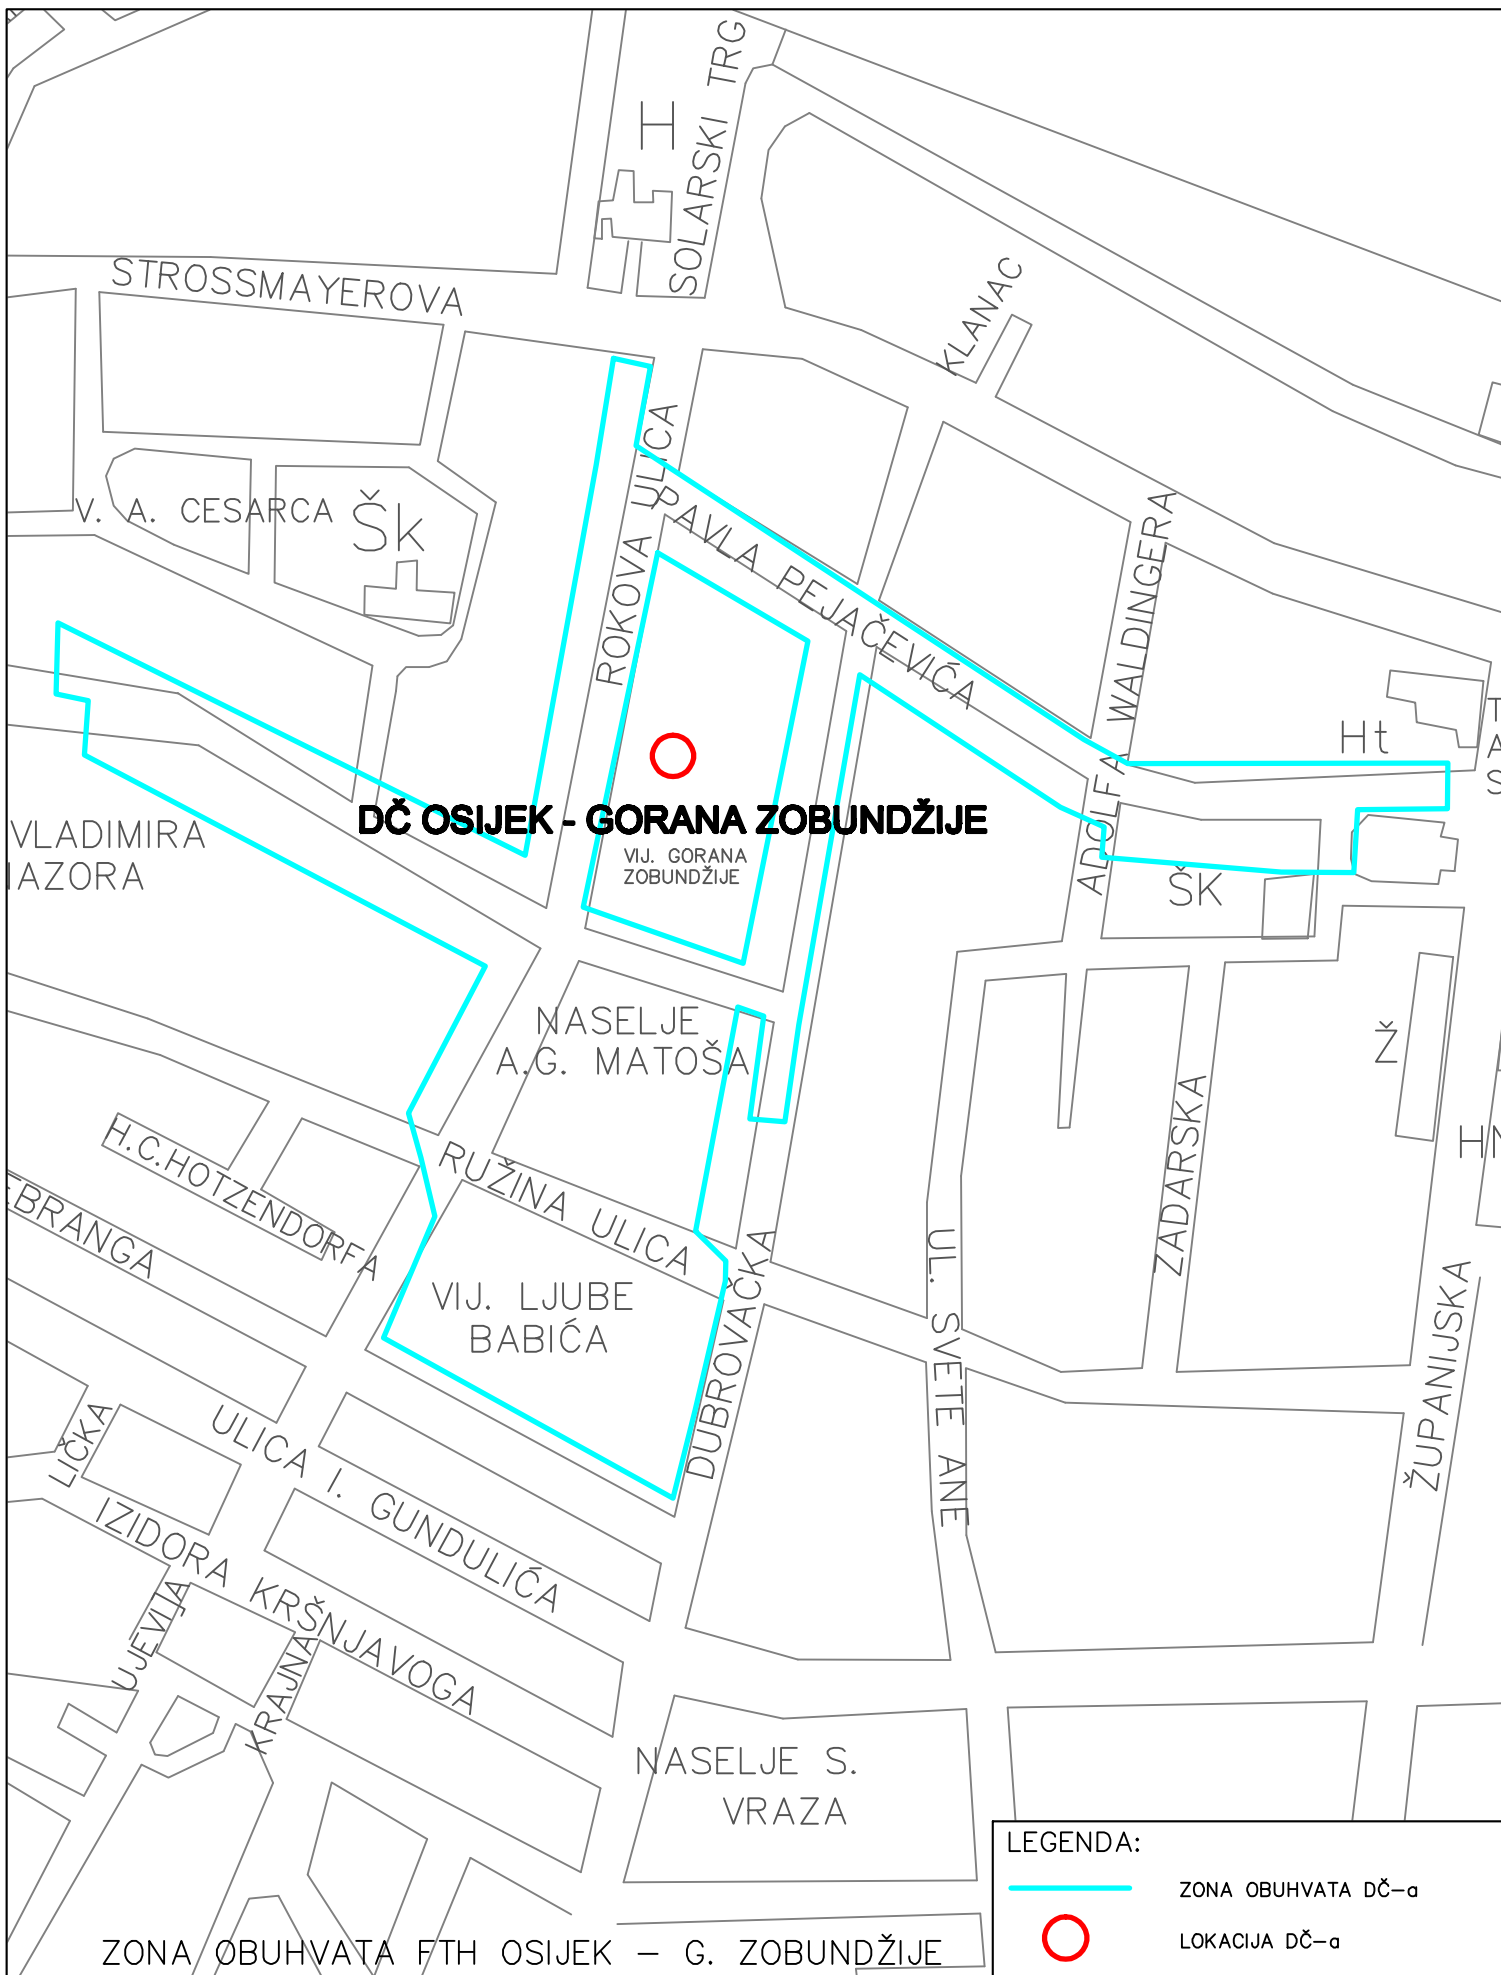 SOLARSKI TRG
H
STROSSMAYEROVA
KLANAC
ROKOVA ULICA
V. A. CESARCA
ŠK
PAVLA PEJAČEVIĆA
ADOLFA WALDINGERA
Ht
T
A
S
VLADIMIRA
DČ OSIJEK - GORANA ZOBUNDŽIJE
VIJ. GORANA
ZOBUNDŽIJE
ŠK
NASELJE
A.G. MATOŠA
Ž
H.C.HOTZENDORFA
RUŽINA ULICA
ZADARSKA
EBRANGA
VIJ. LJUBE
BABIĆA
DUBROVAČKA
UL. SVETE ANE
ŽUPANIJSKA
LIČKA
ULICA I. GUNDULIĆA
IZIDORA KRŠNJAVOGA
UJEVIJA
KRAJNA
NASELJE S.
VRAZA
LEGENDA:
ZONA OBUHVATA DČ-a
LOKACIJA DČ-a
ZONA OBUHVATA FTH OSIJEK - G. ZOBUNDŽIJE